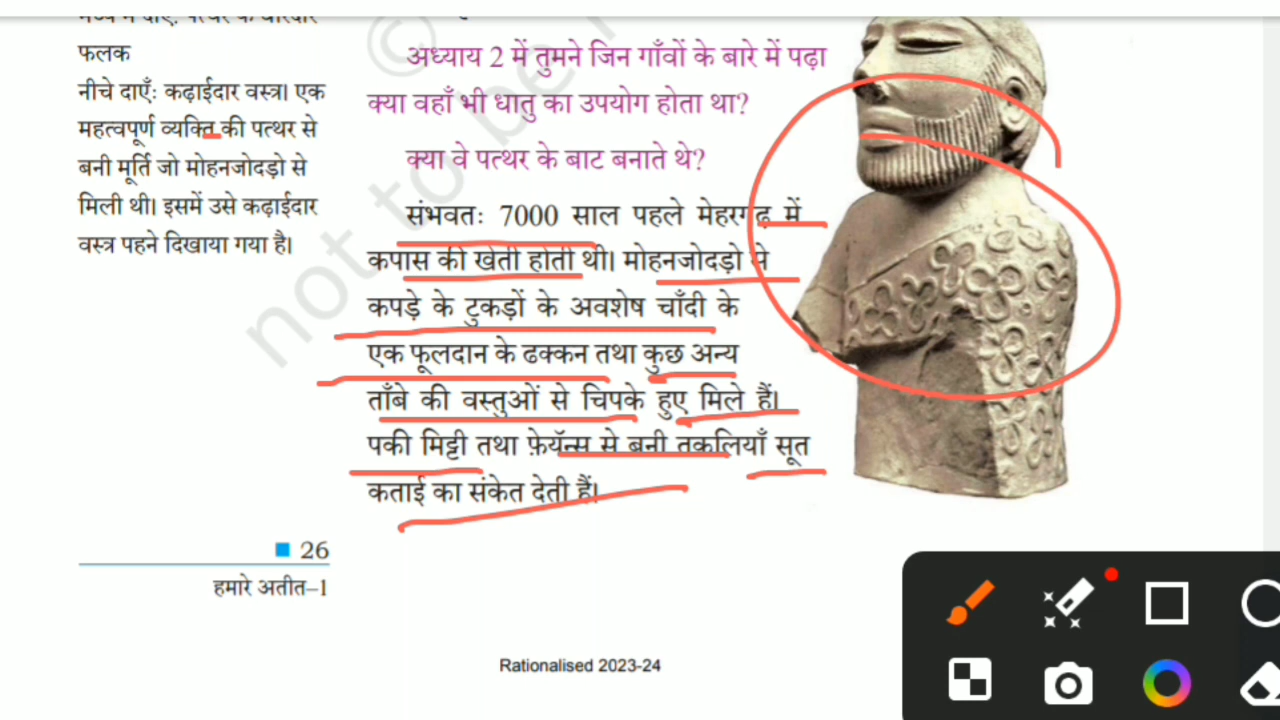 फलक
नीचे दाएँ: कढ़ाईदार वस्त्र। एक
महत्वपूर्ण व्यक्ति की पत्थर से
बनी मूर्ति जो मोहनजोदड़ो से
मिली थी। इसमें उसे कढ़ाईदार
वस्त्र पहने दिखाया गया है।
अध्याय 2 में तुमने जिन गाँवों के बारे में पढ़ा
क्या वहाँ भी धातु का उपयोग होता था?
क्या वे पत्थर के बाट बनाते थे?
संभवतः 7000 साल पहले मेहरगढ़ में
कपास की खेती होती थी। मोहनजोदड़ो से
कपड़े के टुकड़ों के अवशेष चाँदी के
एक फूलदान के ढक्कन तथा कुछ अन्य
ताँबे की वस्तुओं से चिपके हुए मिले हैं।
पकी मिट्टी तथा फ़ेयॅन्स से बनी तकलियाँ सूत
कताई का संकेत देती हैं।
26
हमारे अतीत–1
Rationalised 2023-24
© not to be r